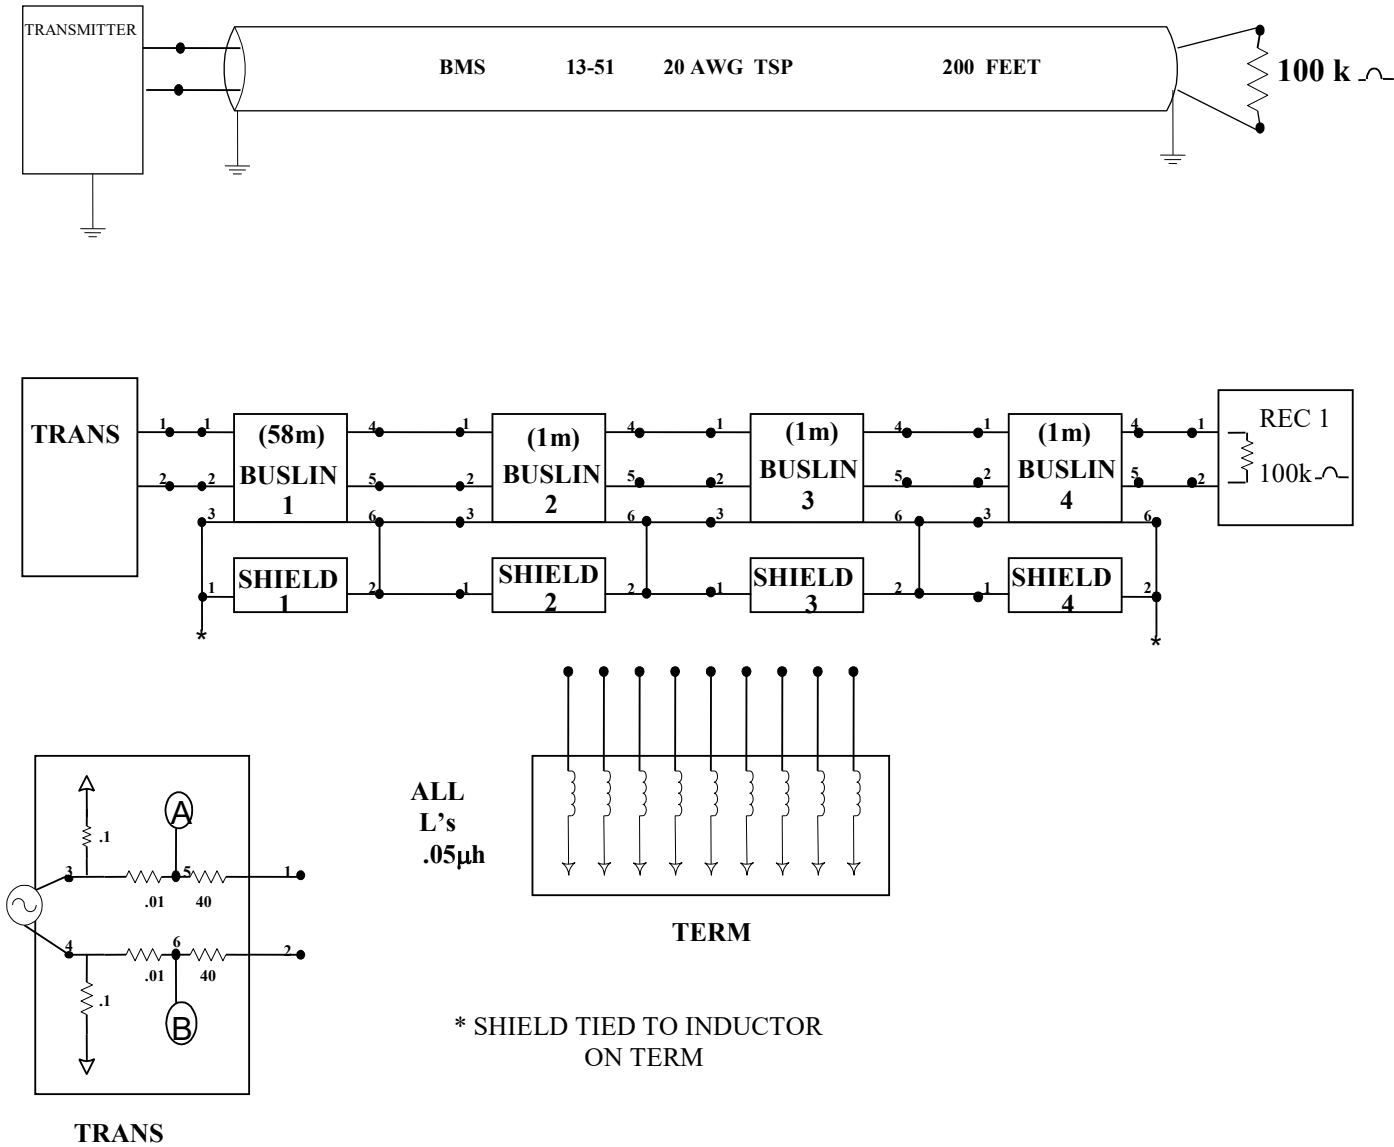 TRANSMITTER
BMS 13-51 20 AWG TSP 200 FEET
100 k
TRANS
1 1 4 1 4 1 4 1 4 1
2 2 5 2 5 2 5 2 5 2
(58m)
BUSLIN
1
(1m)
BUSLIN
2
(1m)
BUSLIN
3
(1m)
BUSLIN
4
REC 1
100k
3 6 3 6 3 6 3 6
1 2 1 2 1 2 1 2
SHIELD
1
SHIELD
2
SHIELD
3
SHIELD
4
* *
ALL
L's
.05μh
TERM
* SHIELD TIED TO INDUCTOR
ON TERM
.1
A
3 5 1
.01 40
4 6 2
.01 40
.1
B
TRANS